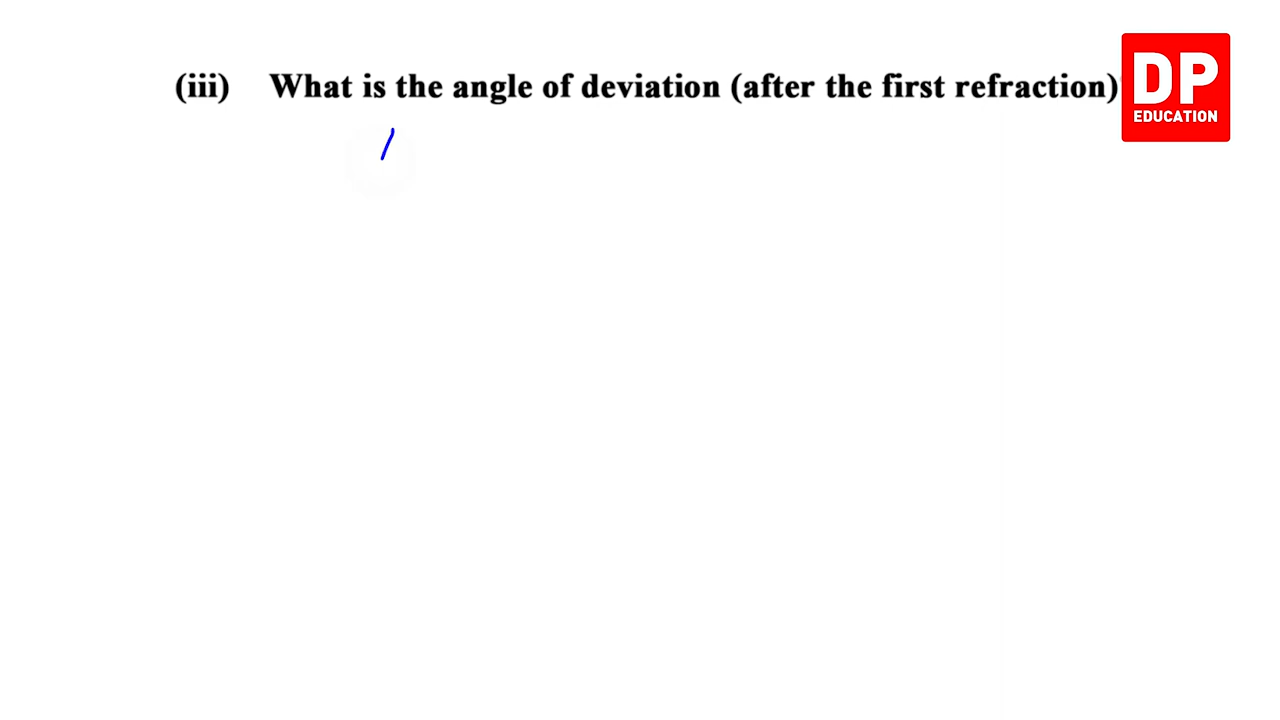 (iii) What is the angle of deviation (after the first refraction)
DP
EDUCATION